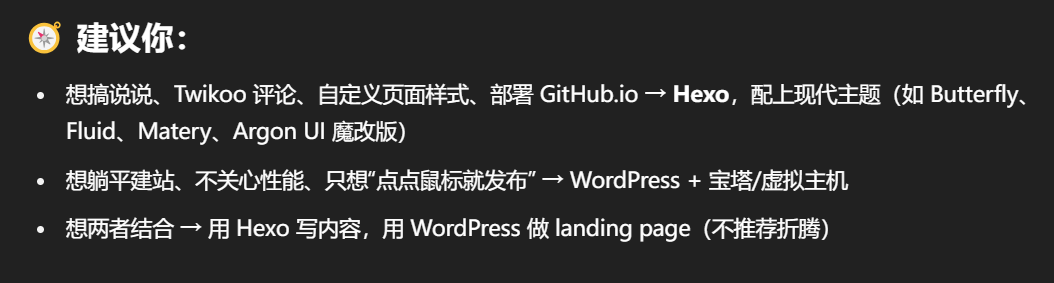 🧭 建议你：
• 想搞说说、Twikoo 评论、自定义页面样式、部署 GitHub.io → Hexo，配上现代主题（如 Butterfly、
Fluid、Matery、Argon UI 魔改版）
• 想躺平建站、不关心性能、只想“点点鼠标就发布” → WordPress + 宝塔/虚拟主机
• 想两者结合 → 用 Hexo 写内容，用 WordPress 做 landing page（不推荐折腾）